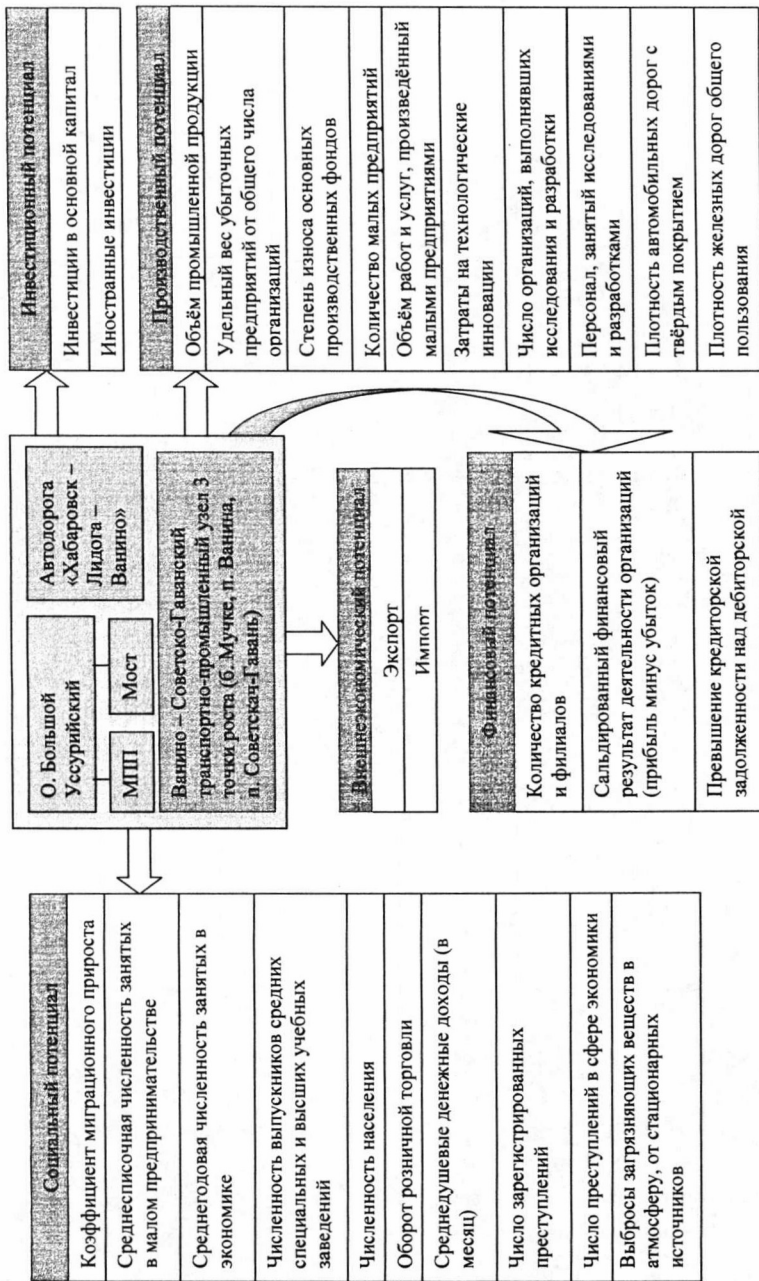 Социальный потенциал
Коэффициент миграционного прироста
Среднесписочная численность занятых
в малом предпринимательстве
Среднегодовая численность занятых в
экономике
Численность выпускников средних
специальных и высших учебных
заведений
Численность населения
Оборот розничной торговли
Среднедушевые денежные доходы (в
месяц)
Число зарегистрированных
преступлений
Число преступлений в сфере экономики
Выбросы загрязняющих веществ в
атмосферу, от стационарных
источников
О. Большой
Уссурийский
МПП
Мост
Автодорога
«Хабаровск –
Лидога –
Ванино»
Ванино – Советско-Гаванский
транспортно-промышленный узел 3
точки роста (б. Мучке, п. Ванина,
п. Советскач-Гавань)
Внешнеэкономический потенциал
Экспорт
Импорт
Финансовый потенциал
Количество кредитных организаций
и филиалов
Сальдированный финансовый
результат деятельности организаций
(прибыль минус убыток)
Превышение кредиторской
задолженности над дебиторской
Инвестиционный потенциал
Инвестиции в основной капитал
Иностранные инвестиции
Производственный потенциал
Объём промышленной продукции
Удельный вес убыточных
предприятий от общего числа
организаций
Степень износа основных
производственных фондов
Количество малых предприятий
Объём работ и услуг, произведённый
малыми предприятиями
Затраты на технологические
инновации
Число организаций, выполнявших
исследования и разработки
Персонал, занятый исследованиями
и разработками
Плотность автомобильных дорог с
твёрдым покрытием
Плотность железных дорог общего
пользования